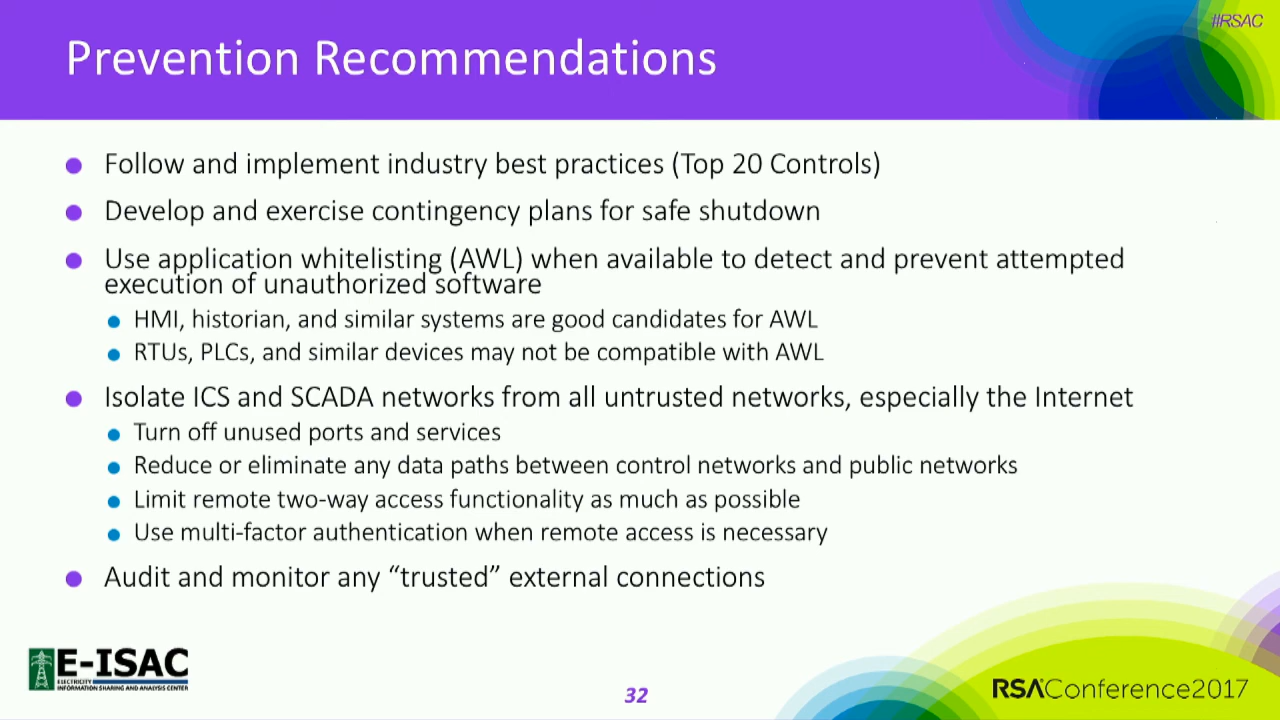 #RSAC
Prevention Recommendations
Follow and implement industry best practices (Top 20 Controls)
Develop and exercise contingency plans for safe shutdown
Use application whitelisting (AWL) when available to detect and prevent attempted
execution of unauthorized software
HMI, historian, and similar systems are good candidates for AWL
RTUs, PLCs, and similar devices may not be compatible with AWL
Isolate ICS and SCADA networks from all untrusted networks, especially the Internet
Turn off unused ports and services
Reduce or eliminate any data paths between control networks and public networks
Limit remote two-way access functionality as much as possible
Use multi-factor authentication when remote access is necessary
Audit and monitor any “trusted” external connections
E-ISAC
ELECTRICITY
INFORMATION SHARING AND ANALYSIS CENTER
32
RSAConference2017